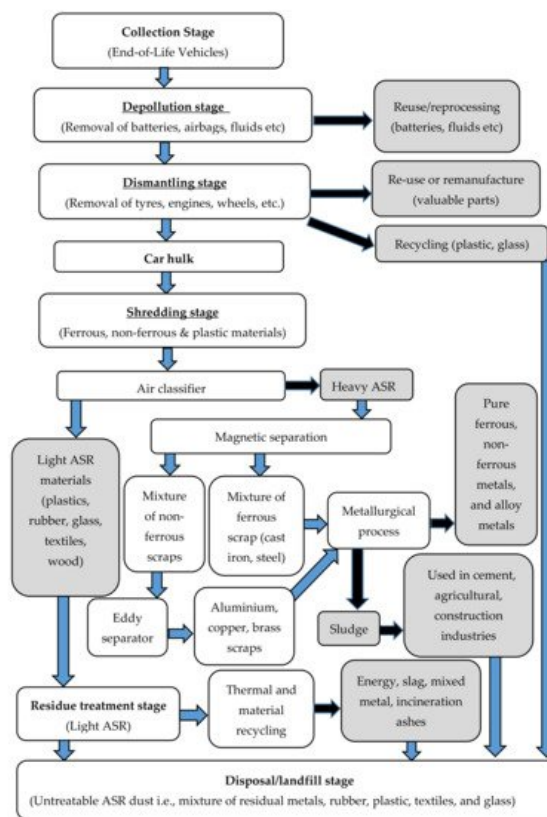 Collection Stage
(End-of-Life Vehicles)
Depollution stage
(Removal of batteries, airbags, fluids etc)
Reuse/reprocessing
(batteries, fluids etc)
Dismantling stage
(Removal of tyres, engines, wheels, etc.)
Re-use or remanufacture
(valuable parts)
Recycling (plastic, glass)
Car hulk
Shredding stage
(Ferrous, non-ferrous & plastic materials)
Air classifier
Heavy ASR
Magnetic separation
Pure
ferrous,
non-
ferrous
metals,
and alloy
metals
Light ASR
materials
(plastics,
rubber, glass,
textiles,
wood)
Mixture
of non-
ferrous
scraps
Mixture of
ferrous
scrap (cast
iron, steel)
Metallurgical
process
Eddy
separator
Aluminium,
copper, brass
scraps
Sludge
Used in cement,
agricultural,
construction
industries
Residue treatment stage
(Light ASR)
Thermal and
material
recycling
Energy, slag, mixed
metal, incineration
ashes
Disposal/landfill stage
(Untreatable ASR dust i.e., mixture of residual metals, rubber, plastic, textiles, and glass)